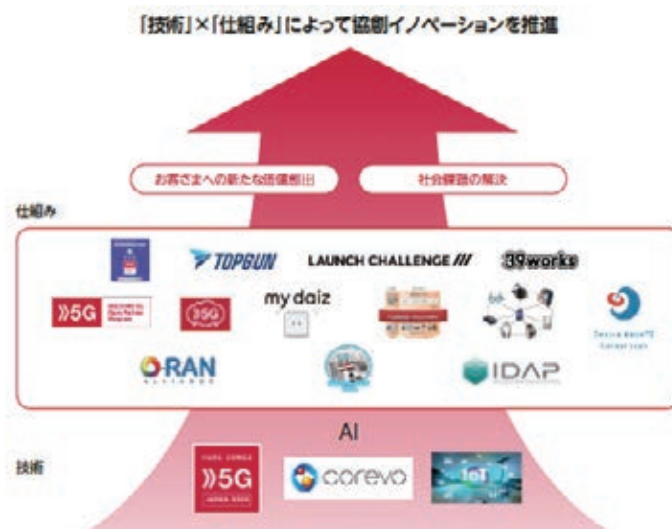 「技術」×「仕組み」によって協創イノベーションを推進
お客さまへの新たな価値創出
社会課題の解決
仕組み
TOPGUN
LAUNCH CHALLENGE ///
39works
5G
35G
my daiz
O-RAN
ALLIANCE
IDAP
AI
技術
5G
corevo
IoT